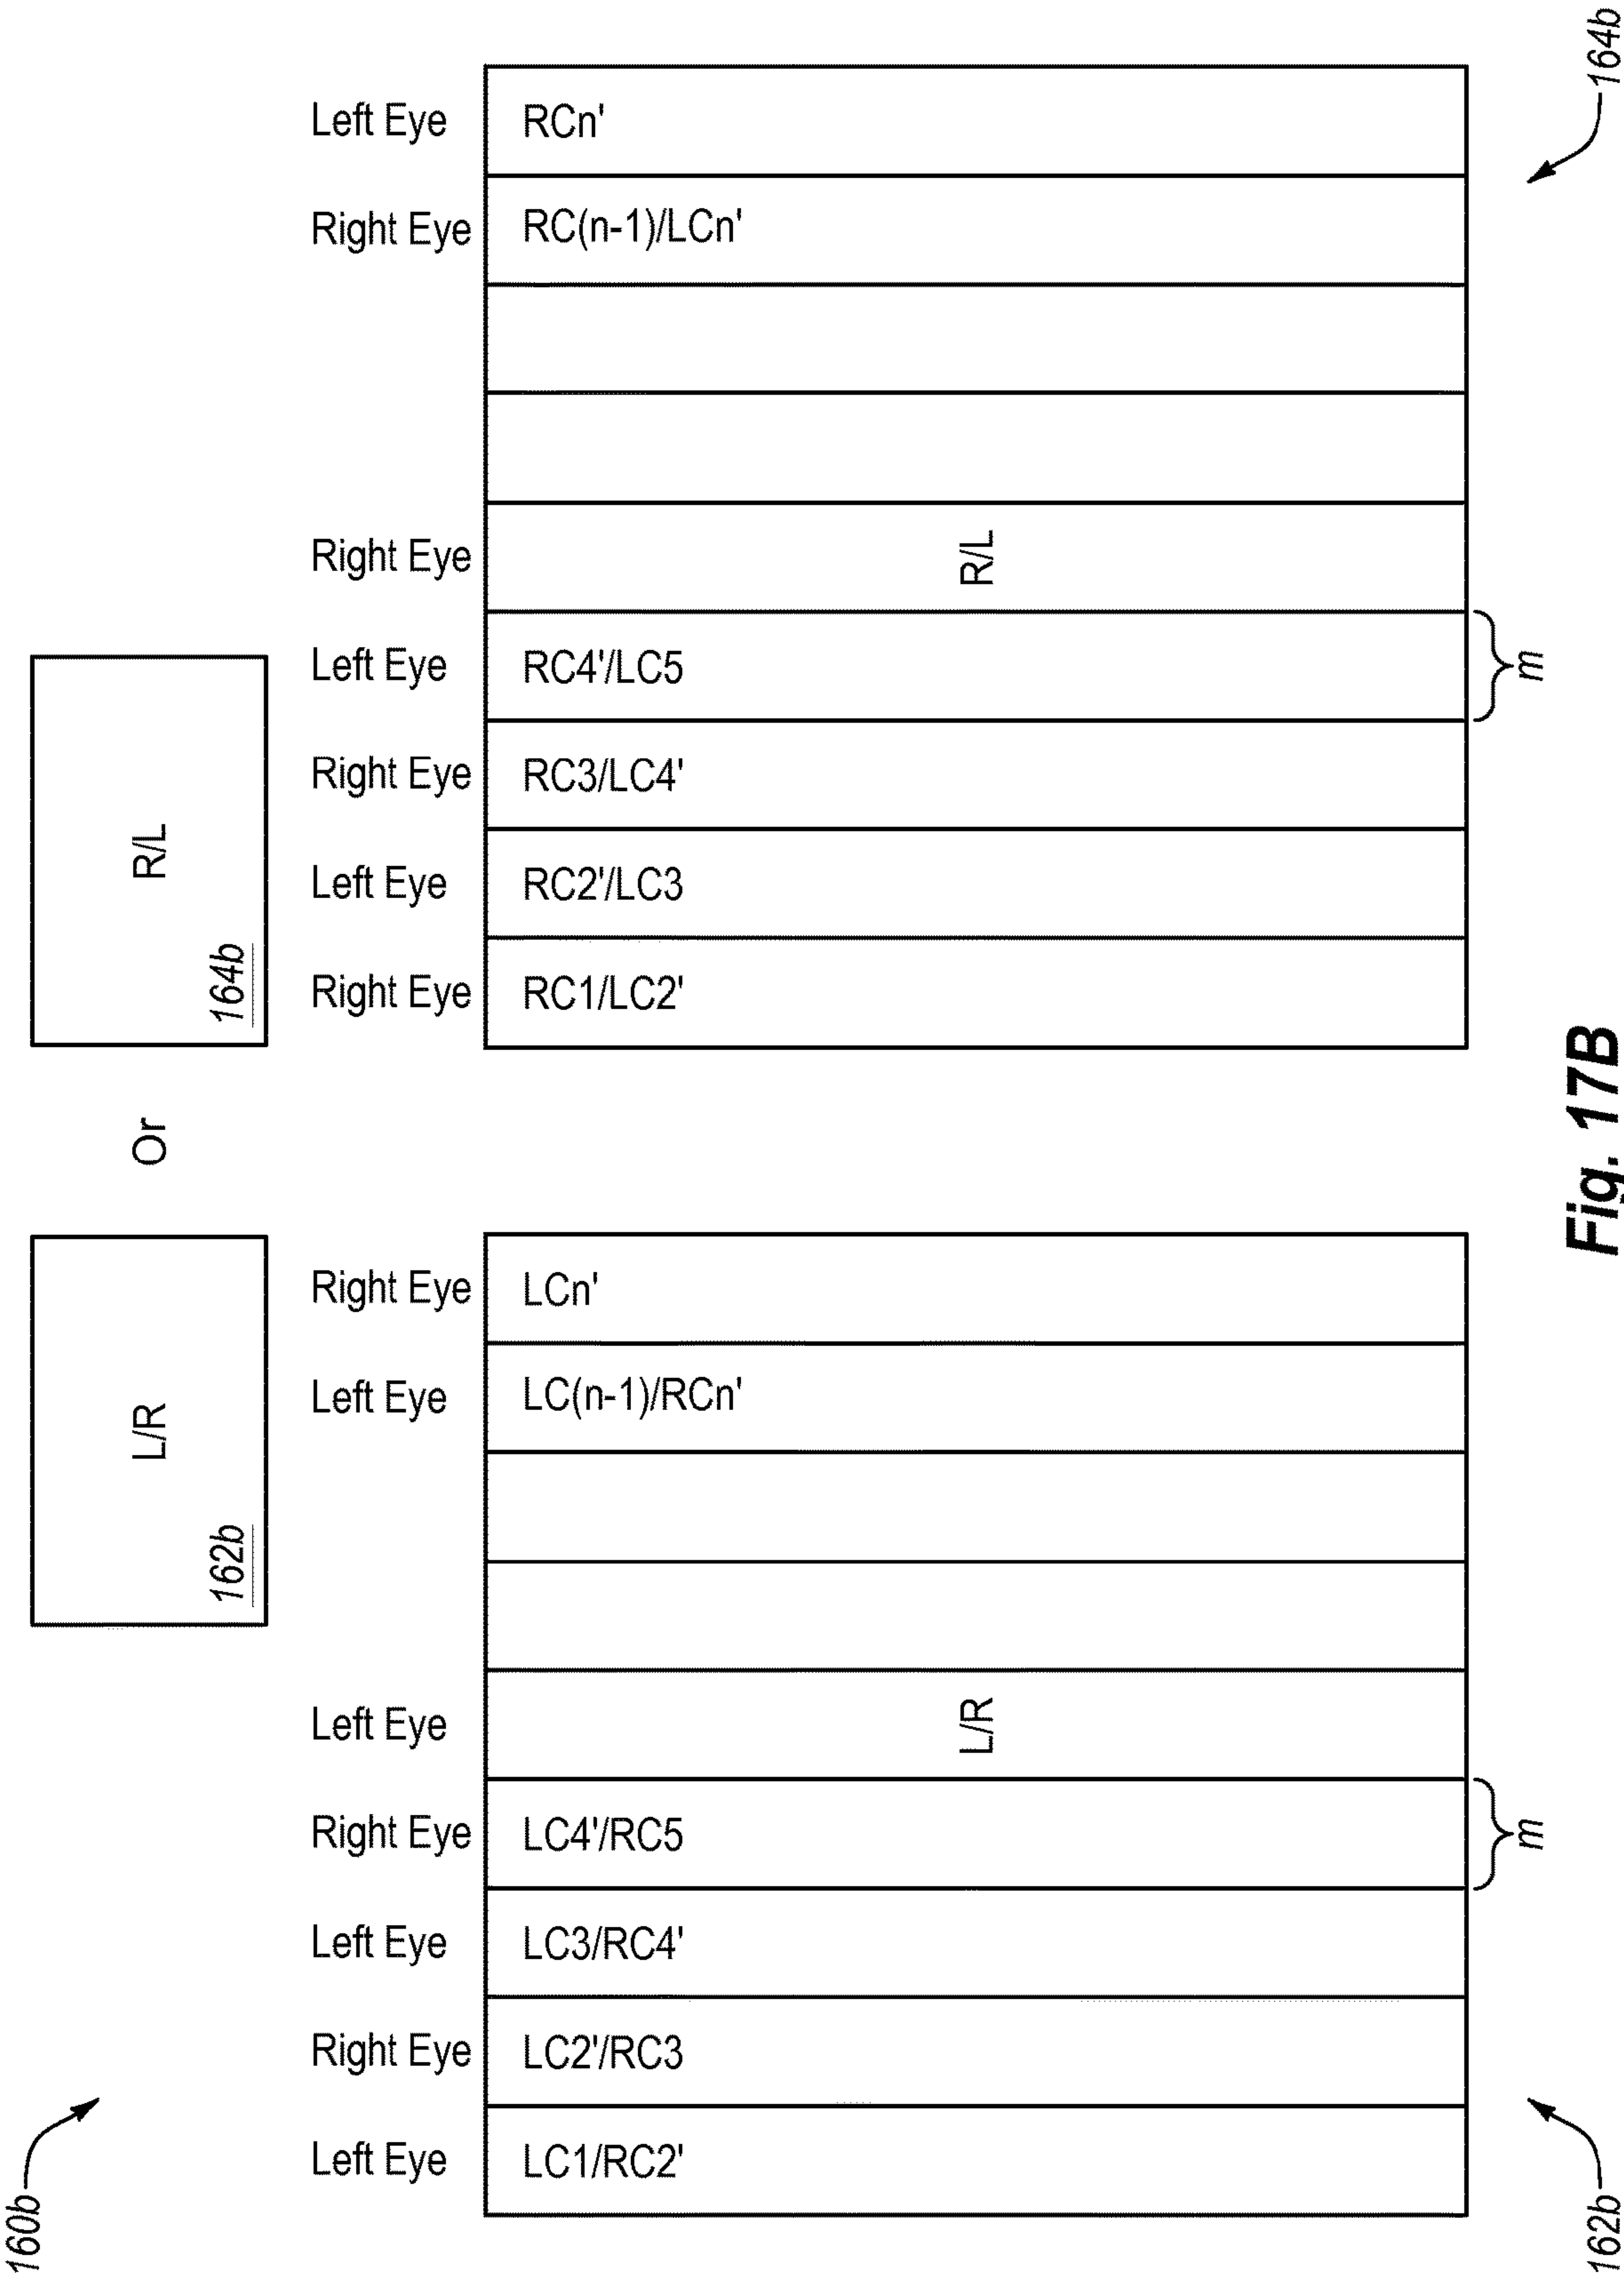 164b
Left Eye RCn'
Right Eye RC(n-1)/LCn'
Right Eye R/L
Left Eye RC4'/LC5
m
Right Eye RC3/LC4'
R/L
Left Eye RC2'/LC3
164b
Right Eye RC1/LC2'
Or
Fig. 17B
Right Eye LCn'
Left Eye LC(n-1)/RCn'
L/R
162b
Left Eye L/R
Right Eye LC4'/RC5
m
Left Eye LC3/RC4'
Right Eye LC2'/RC3
Left Eye LC1/RC2'
160b
162b